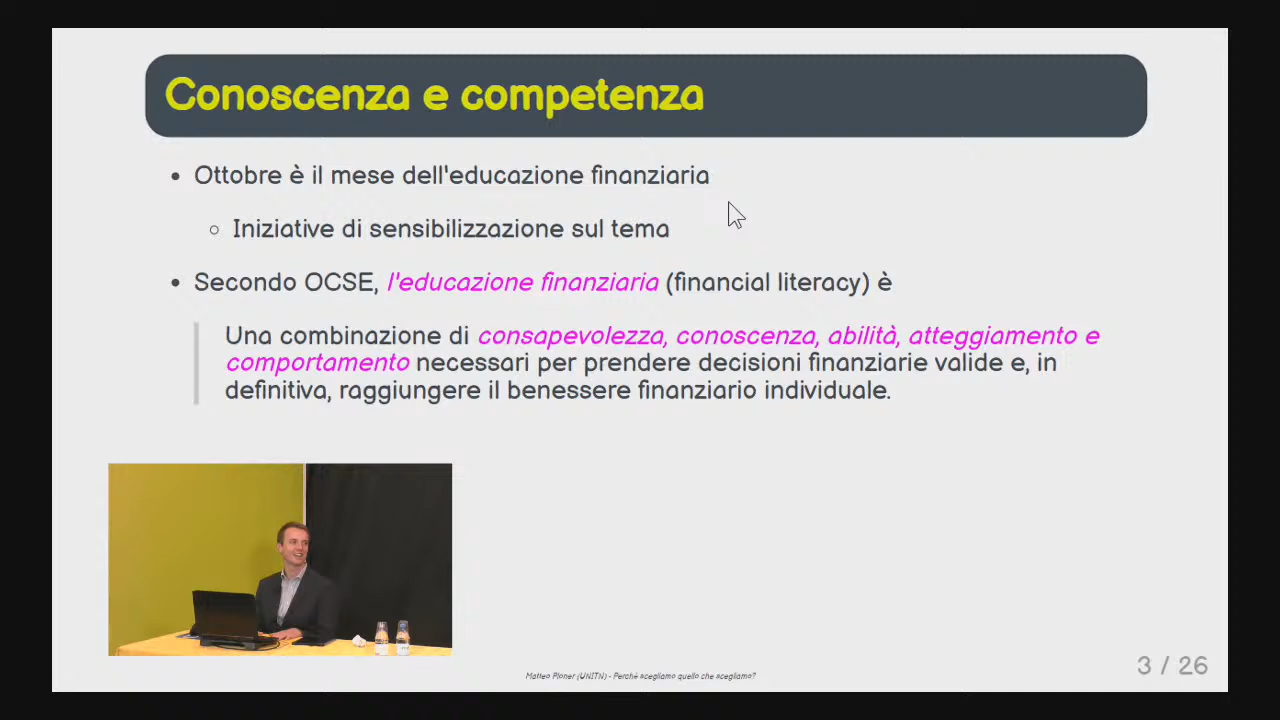 Conoscenza e competenza
Ottobre è il mese dell'educazione finanziaria
Iniziative di sensibilizzazione sul tema
Secondo OCSE, l'educazione finanziaria (financial literacy) è
Una combinazione di consapevolezza, conoscenza, abilità, atteggiamento e
comportamento necessari per prendere decisioni finanziarie valide e, in
definitiva, raggiungere il benessere finanziario individuale.
Matteo Ploner (UNITN) - Perchè scegliamo quello che scegliamo?
3 / 26